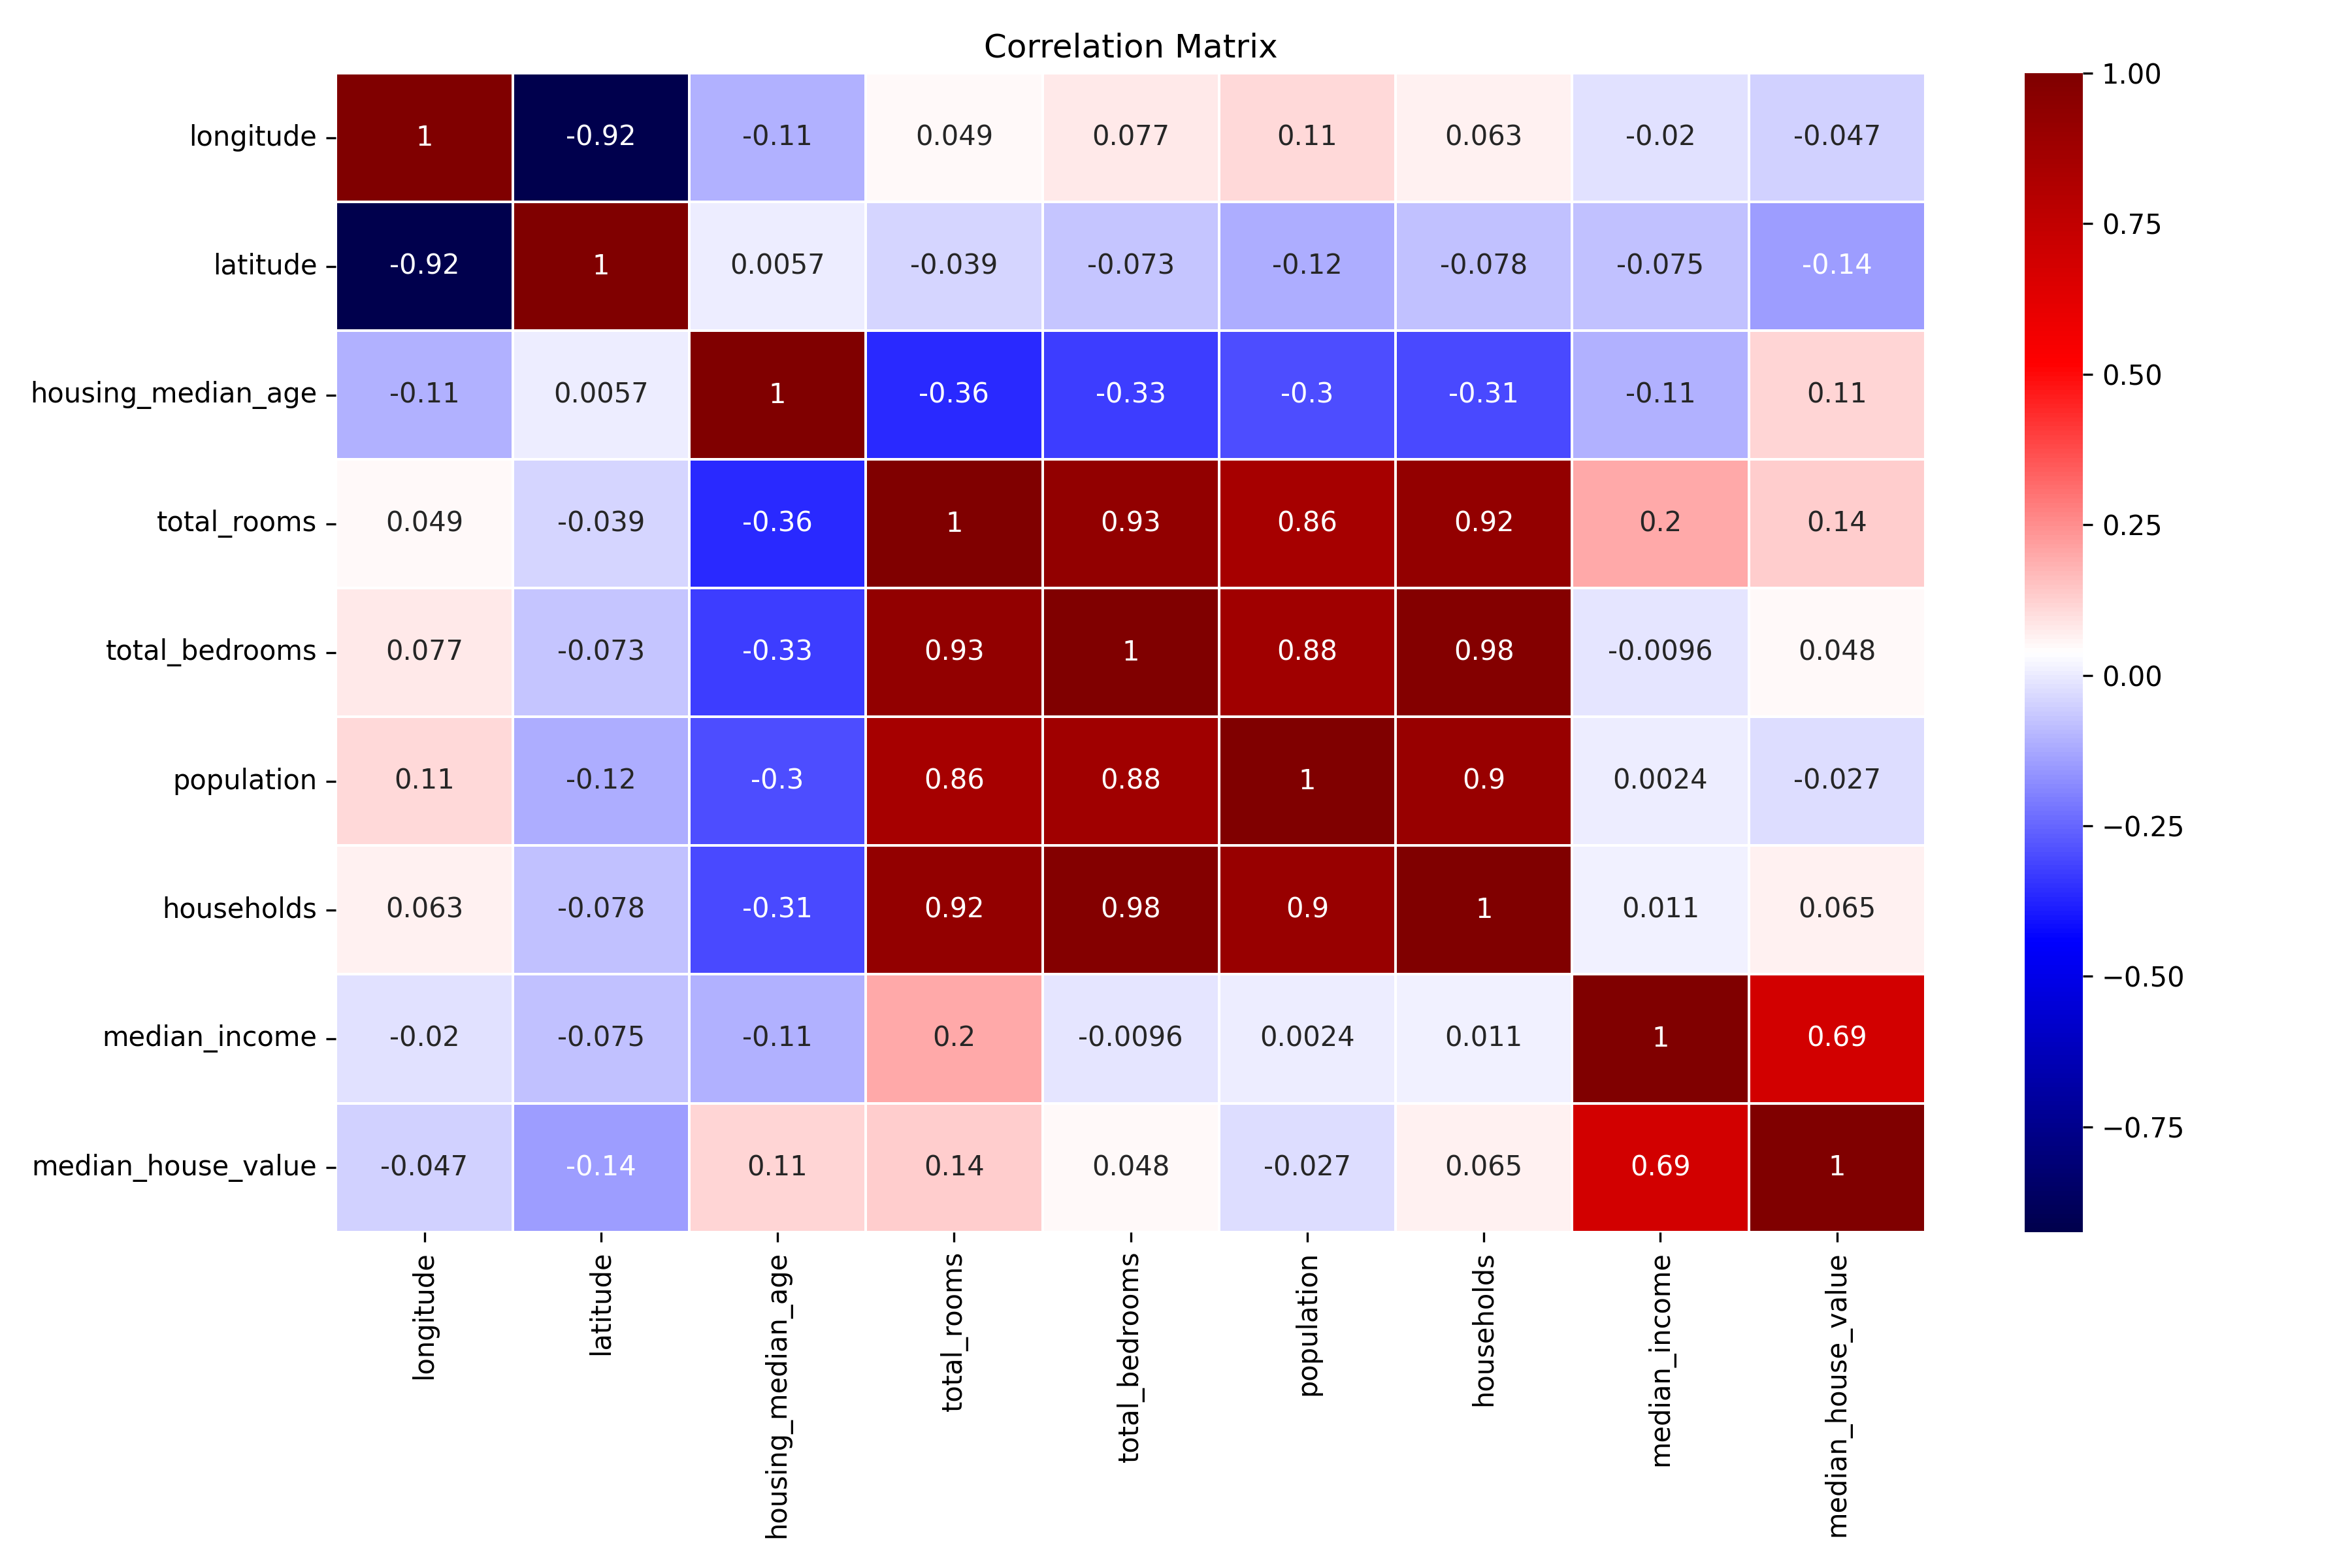 Correlation Matrix
longitude 1 -0.92 -0.11 0.049 0.077 0.11 0.063 -0.02 -0.047
latitude -0.92 1 0.0057 -0.039 -0.073 -0.12 -0.078 -0.075 -0.14
housing_median_age -0.11 0.0057 1 -0.36 -0.33 -0.3 -0.31 -0.11 0.11
total_rooms 0.049 -0.039 -0.36 1 0.93 0.86 0.92 0.2 0.14
total_bedrooms 0.077 -0.073 -0.33 0.93 1 0.88 0.98 -0.0096 0.048
population 0.11 -0.12 -0.3 0.86 0.88 1 0.9 0.0024 -0.027
households 0.063 -0.078 -0.31 0.92 0.98 0.9 1 0.011 0.065
median_income -0.02 -0.075 -0.11 0.2 -0.0096 0.0024 0.011 1 0.69
median_house_value -0.047 -0.14 0.11 0.14 0.048 -0.027 0.065 0.69 1
longitude
latitude
housing_median_age
total_rooms
total_bedrooms
population
households
median_income
median_house_value
1.00
0.75
0.50
0.25
0.00
−0.25
−0.50
−0.75